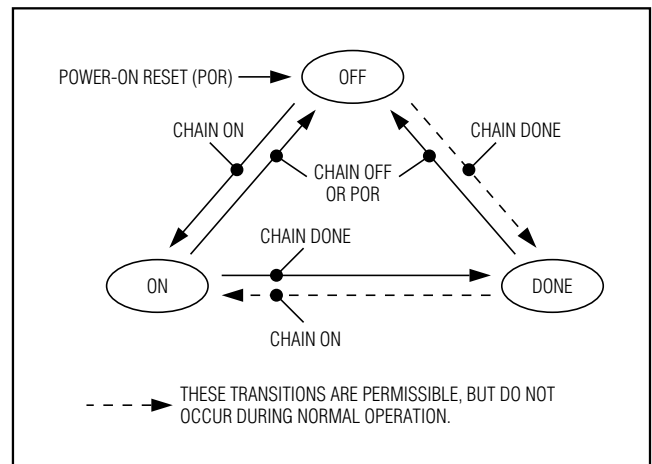 POWER-ON RESET (POR)
OFF
CHAIN ON
CHAIN DONE
CHAIN OFF
OR POR
CHAIN DONE
ON
DONE
CHAIN ON
THESE TRANSITIONS ARE PERMISSIBLE, BUT DO NOT
OCCUR DURING NORMAL OPERATION.